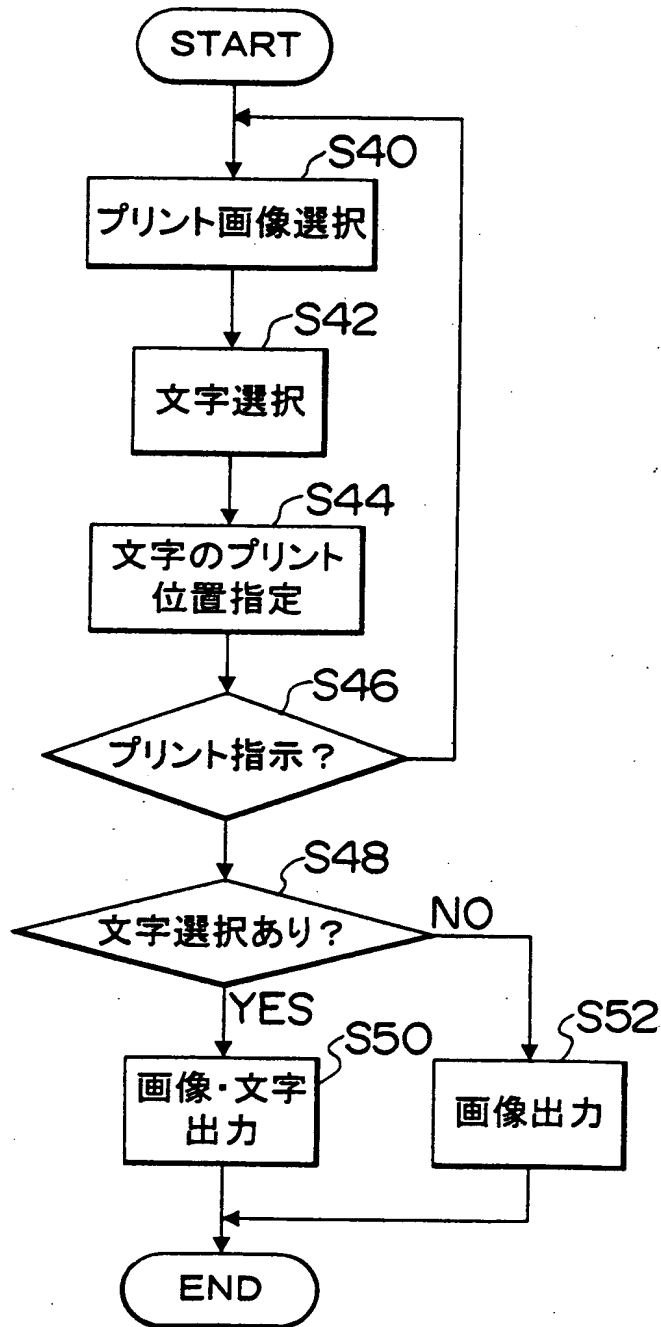 START
S40
プリント画像選択
S42
文字選択
S44
文字のプリント
位置指定
S46
プリント指示?
S48
文字選択あり?
NO
YES
S50
画像・文字
出力
S52
画像出力
END